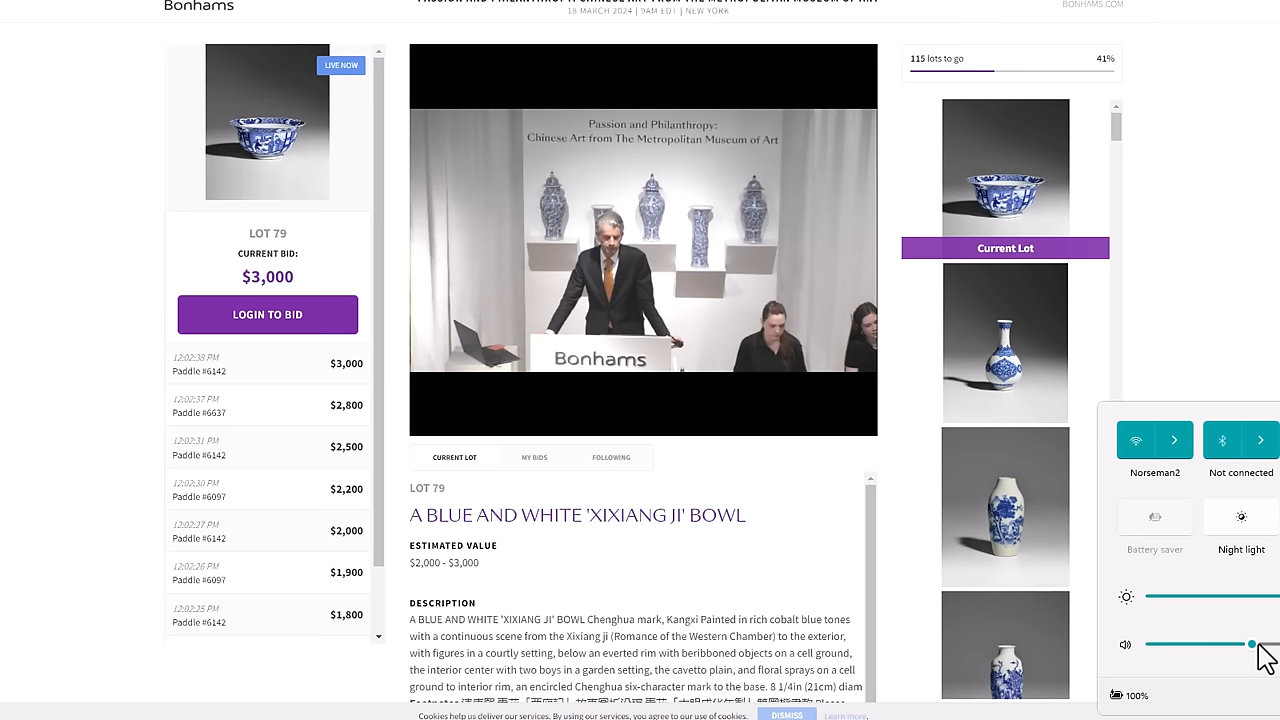 Bonhams
18 MARCH 2024 | 9AM EDT | NEW YORK
BONHAMS.COM
LIVE NOW
LOT 79
CURRENT BID:
$3,000
LOGIN TO BID
12:02:38 PM
Paddle #6142
$3,000
12:02:37 PM
Paddle #6637
$2,800
12:02:31 PM
Paddle #6142
$2,500
12:02:30 PM
Paddle #6097
$2,200
12:02:27 PM
Paddle #6142
$2,000
12:02:26 PM
Paddle #6097
$1,900
12:02:25 PM
Paddle #6142
$1,800
Passion and Philanthropy:
Chinese Art from The Metropolitan Museum of Art
Bonhams
CURRENT LOT
MY BIDS
FOLLOWING
LOT 79
A BLUE AND WHITE 'XIXIANG JI' BOWL
ESTIMATED VALUE
$2,000 - $3,000
DESCRIPTION
A BLUE AND WHITE 'XIXIANG JI' BOWL Chenghua mark, Kangxi Painted in rich cobalt blue tones
with a continuous scene from the Xixiang ji (Romance of the Western Chamber) to the exterior,
with figures in a courtly setting, below an everted rim with beribboned objects on a cell ground,
the interior center with two boys in a garden setting, the cavetto plain, and floral sprays on a cell
ground to interior rim, an encircled Chenghua six-character mark to the base. 8 1/4in (21cm) diam
Cookies help us deliver our services. By using our services, you agree to our use of cookies.
DISMISS
Learn more.
115 lots to go
41%
Current Lot
Norseman2
Not connected
Battery saver
Night light
100%